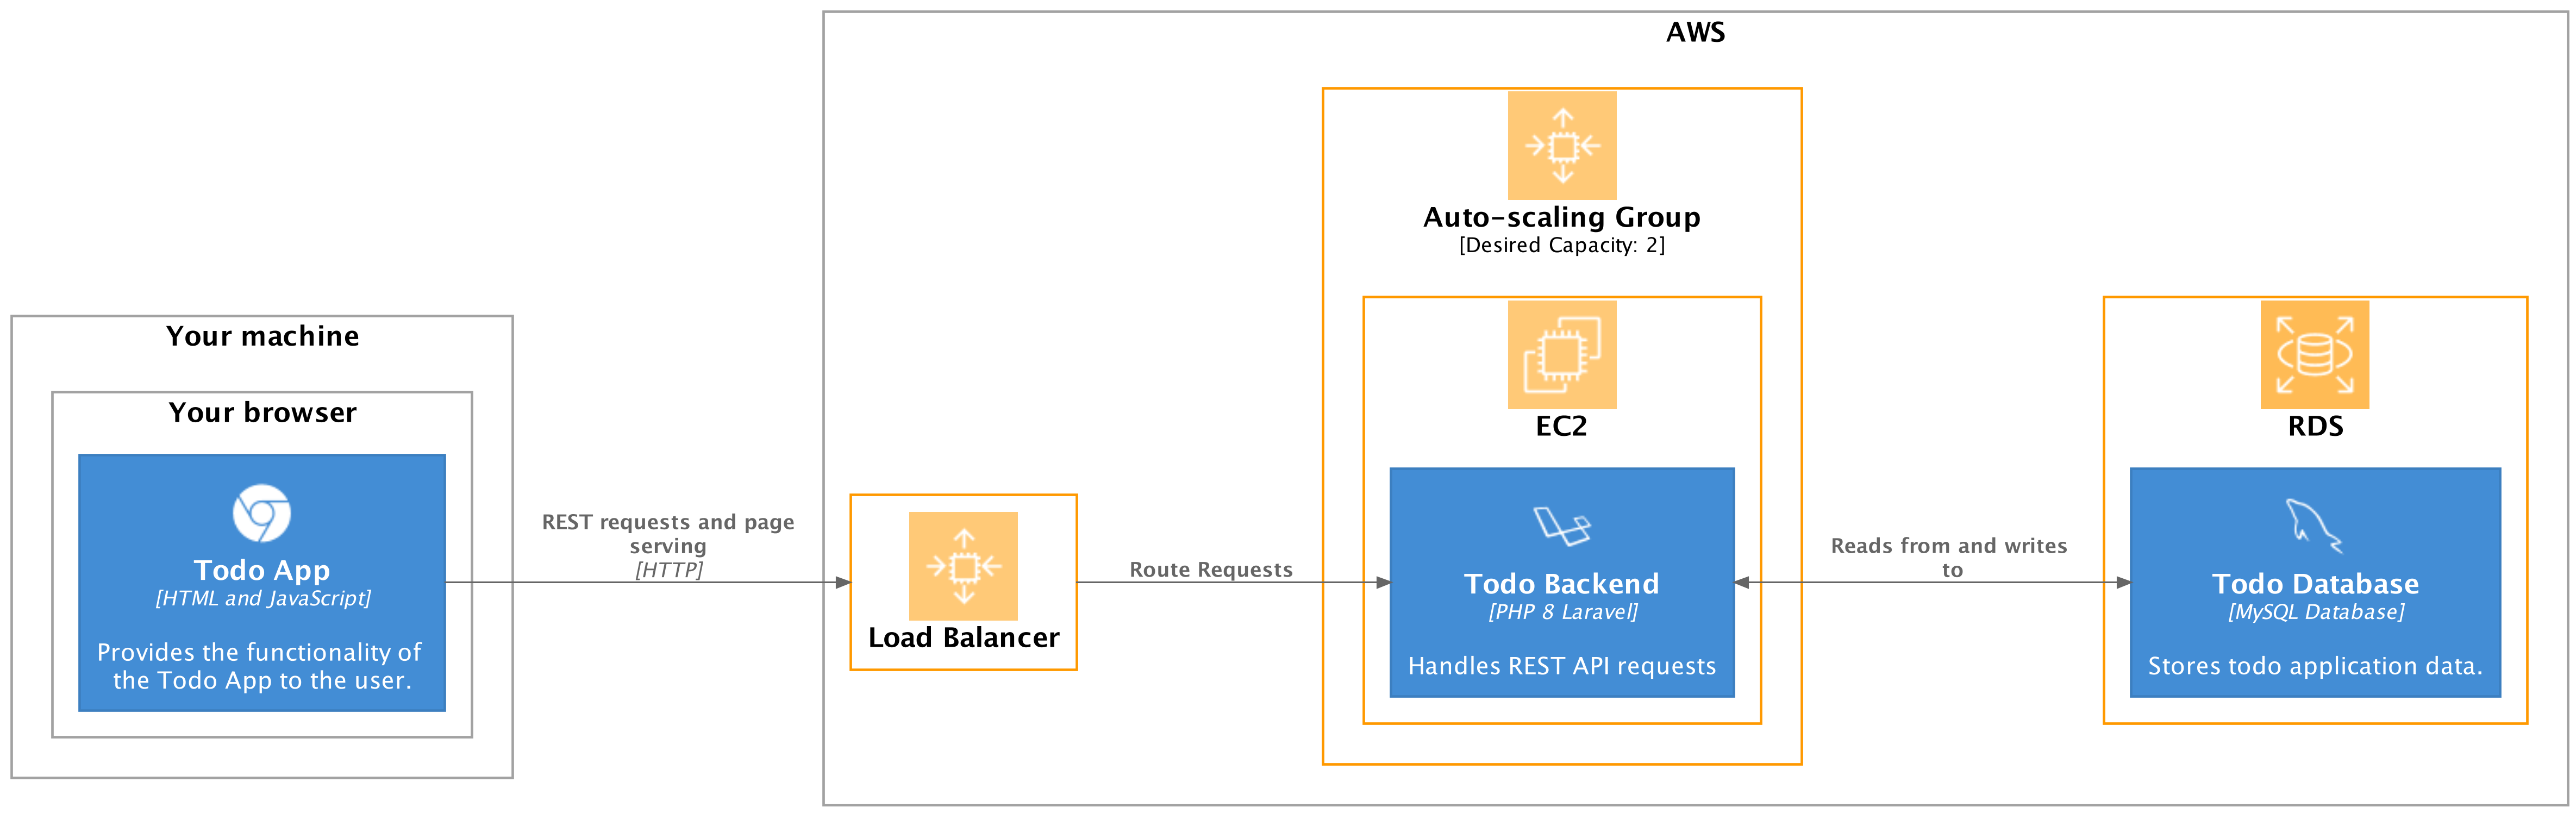 AWS
Auto-scaling Group
[Desired Capacity: 2]
Your machine
Your browser
Todo App
[HTML and JavaScript]
Provides the functionality of
the Todo App to the user.
REST requests and page
serving
[HTTP]
Load Balancer
Route Requests
EC2
Todo Backend
[PHP 8 Laravel]
Handles REST API requests
Reads from and writes
to
RDS
Todo Database
[MySQL Database]
Stores todo application data.